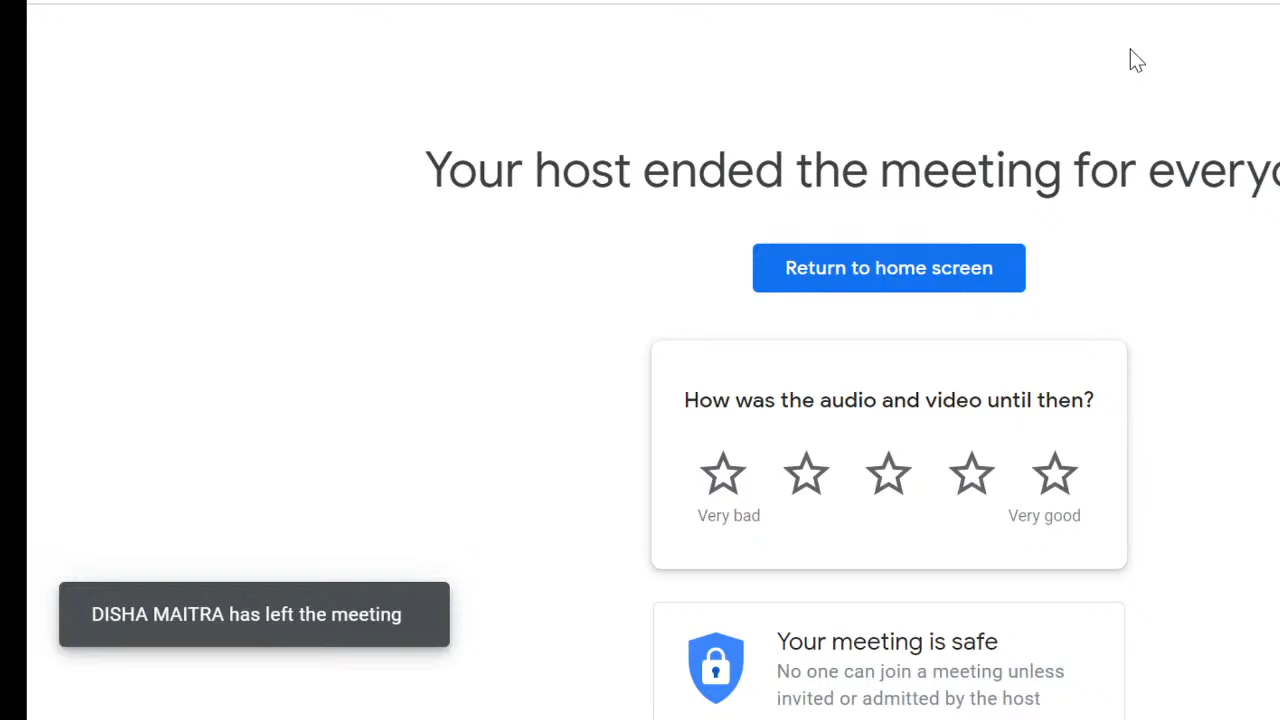 Your host ended the meeting for everyo
Return to home screen
How was the audio and video until then?
Very bad
Very good
DISHA MAITRA has left the meeting
Your meeting is safe
No one can join a meeting unless
invited or admitted by the host